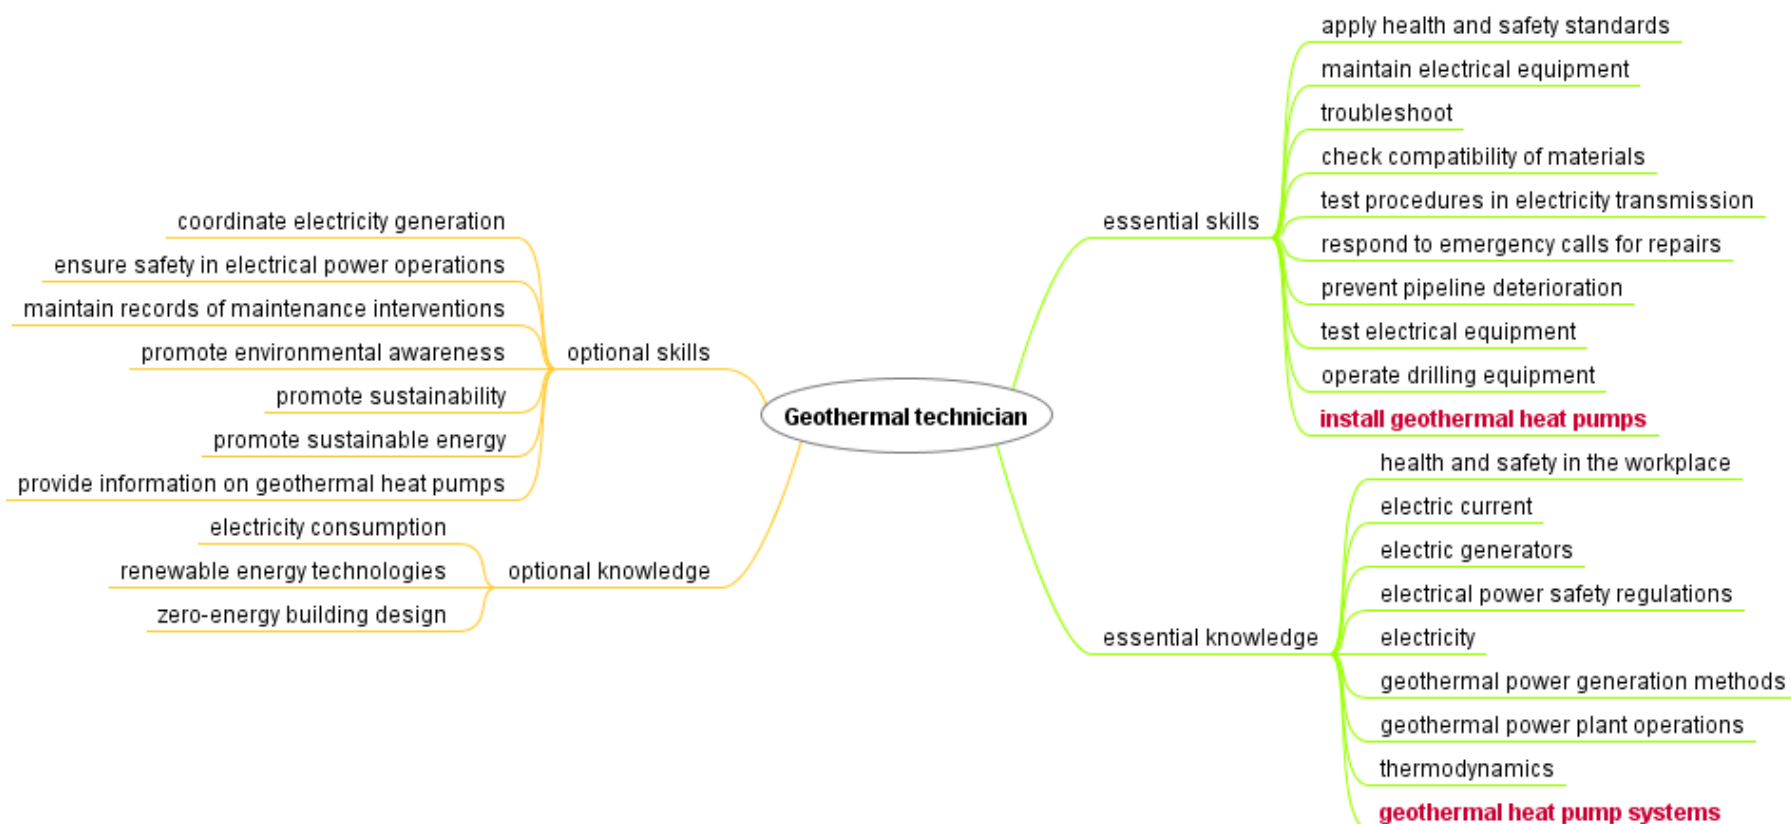 Geothermal technician
essential skills
apply health and safety standards
maintain electrical equipment
troubleshoot
check compatibility of materials
test procedures in electricity transmission
respond to emergency calls for repairs
prevent pipeline deterioration
test electrical equipment
operate drilling equipment
install geothermal heat pumps
essential knowledge
health and safety in the workplace
electric current
electric generators
electrical power safety regulations
electricity
geothermal power generation methods
geothermal power plant operations
thermodynamics
geothermal heat pump systems
optional skills
coordinate electricity generation
ensure safety in electrical power operations
maintain records of maintenance interventions
promote environmental awareness
promote sustainability
promote sustainable energy
provide information on geothermal heat pumps
optional knowledge
electricity consumption
renewable energy technologies
zero-energy building design